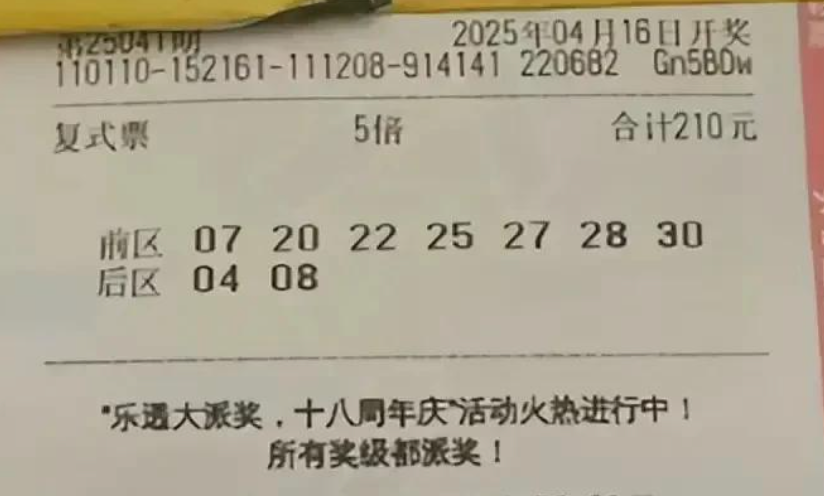 第25041期 2025年04月16日开奖
110110-152161-111208-914141 220682 Gn5BDw
复式票 5倍 合计210元
前区 07 20 22 25 27 28 30
后区 04 08
"乐透大派奖，十八周年庆"活动火热进行中！
所有奖级都派奖！